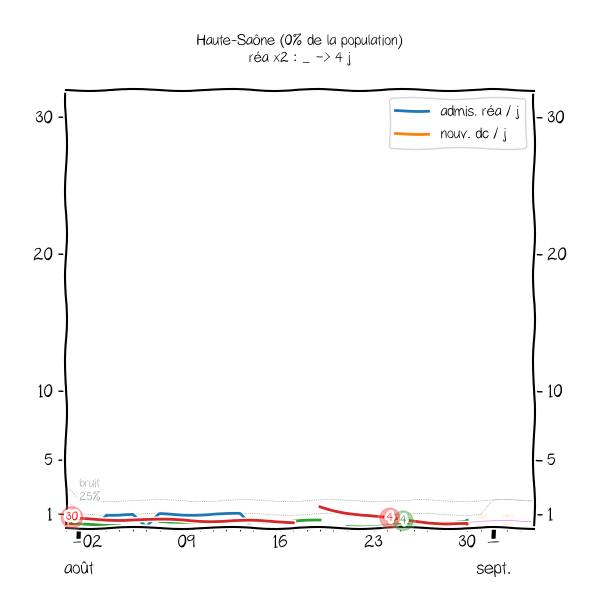 Haute-Saône (0% de la population)
réa x2 : _ -> 4 j
admis. réa / j
nouv. dc / j
30
30
20
20
10
10
5
5
bruit
25%
1
1
30
4
4
02
09
16
23
30
août
sept.